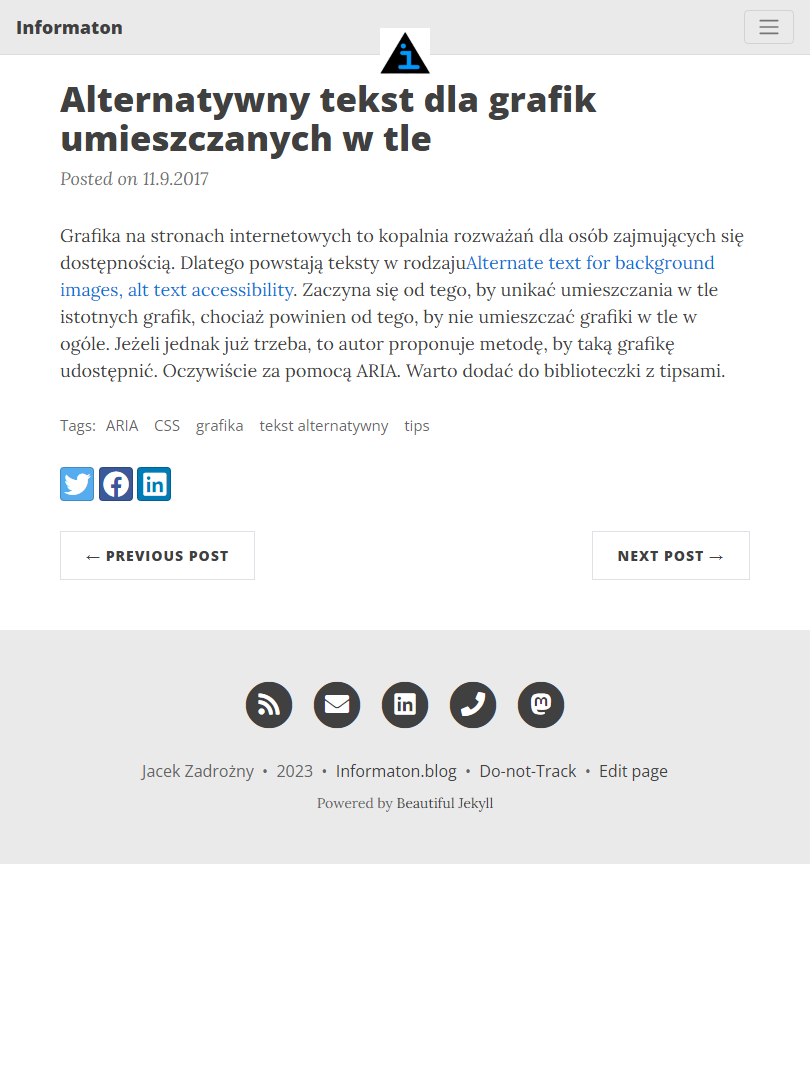 Informaton
Alternatywny tekst dla grafik
umieszczanych w tle
Posted on 11.9.2017
Grafika na stronach internetowych to kopalnia rozważań dla osób zajmujących się
dostępnością. Dlatego powstają teksty w rodzajuAlternate text for background
images, alt text accessibility. Zaczyna się od tego, by unikać umieszczania w tle
istotnych grafik, chociaż powinien od tego, by nie umieszczać grafiki w tle w
ogóle. Jeżeli jednak już trzeba, to autor proponuje metodę, by taką grafikę
udostępnić. Oczywiście za pomocą ARIA. Warto dodać do biblioteczki z tipsami.
Tags: ARIA CSS grafika tekst alternatywny tips
← PREVIOUS POST NEXT POST →
Jacek Zadrożny • 2023 • Informaton.blog • Do-not-Track • Edit page
Powered by Beautiful Jekyll